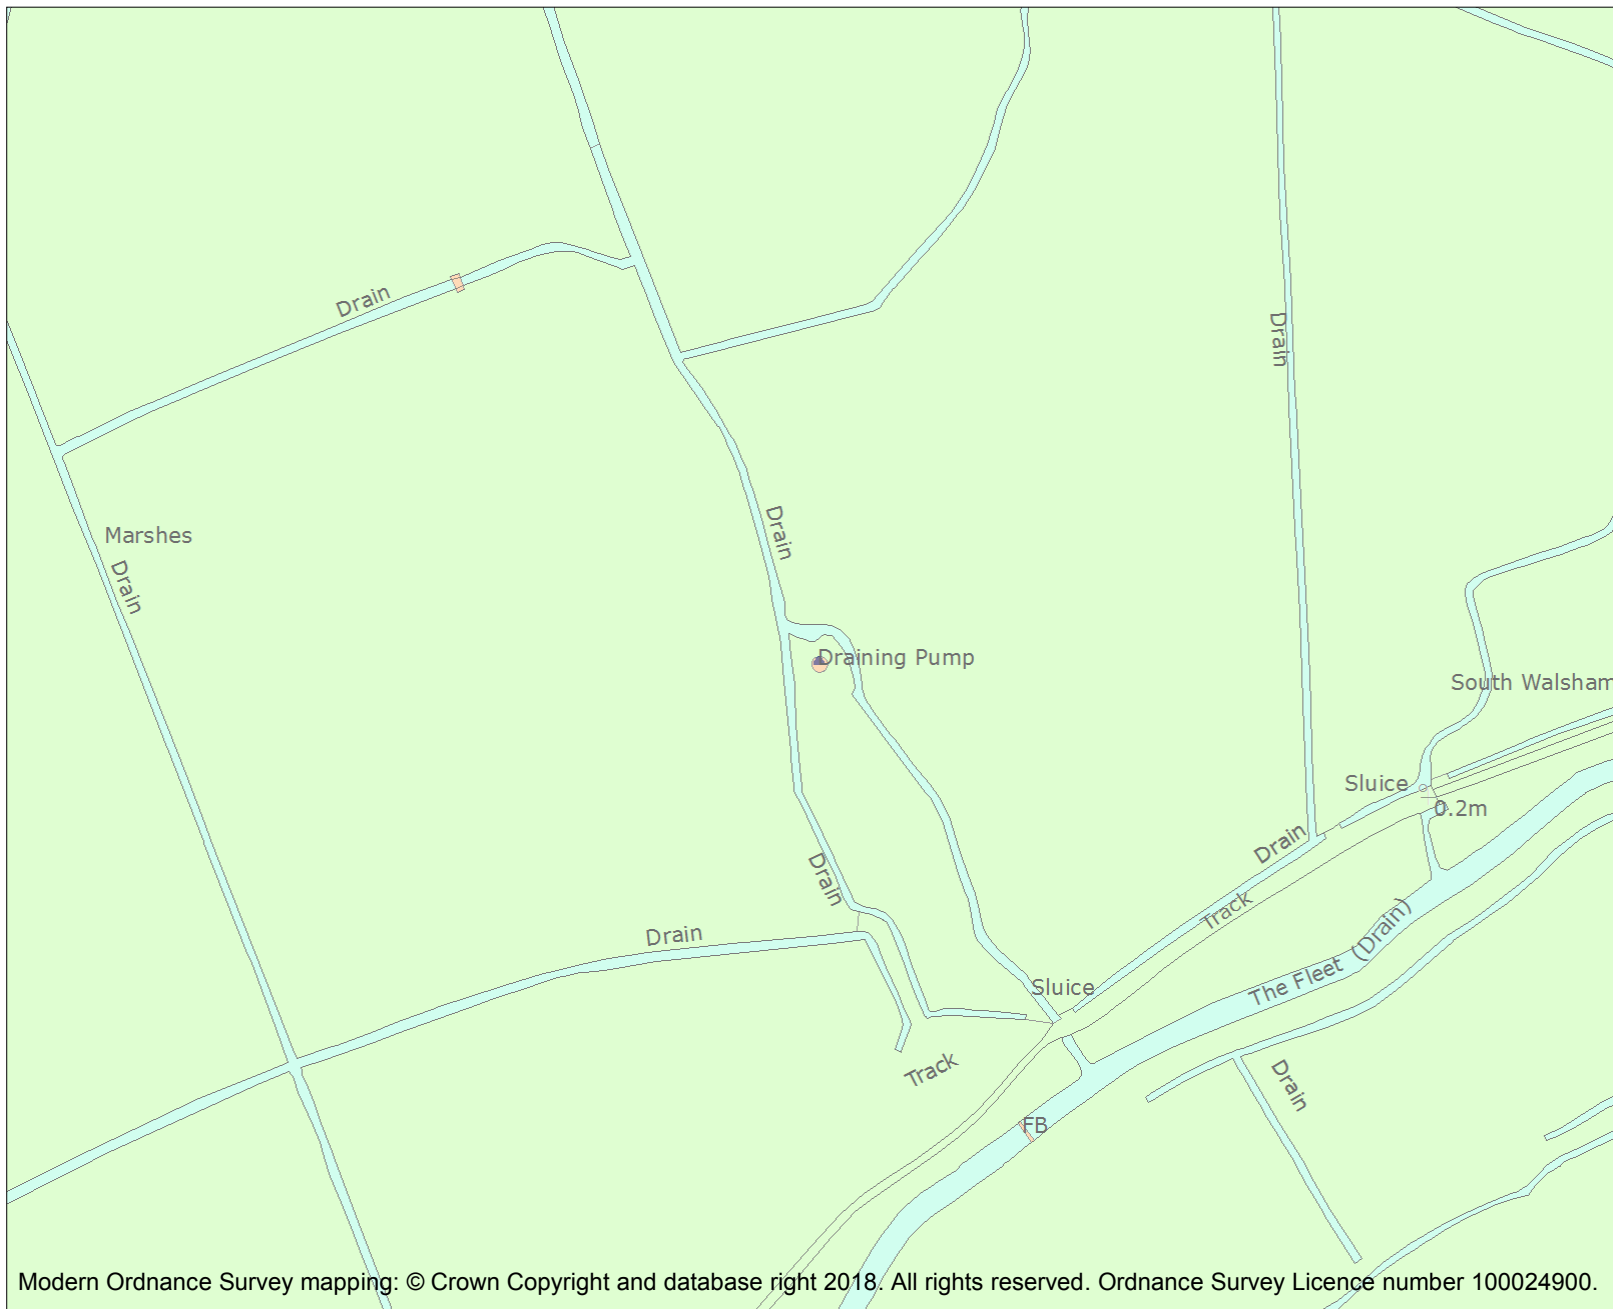 Drain
Drain
Marshes
Drain
Drain
Draining Pump
South Walsham
Sluice
0.2m
Drain
Drain
Track
Drain
The Fleet (Drain)
Sluice
Track
Drain
FB
Modern Ordnance Survey mapping: © Crown Copyright and database right 2018. All rights reserved. Ordnance Survey Licence number 100024900.